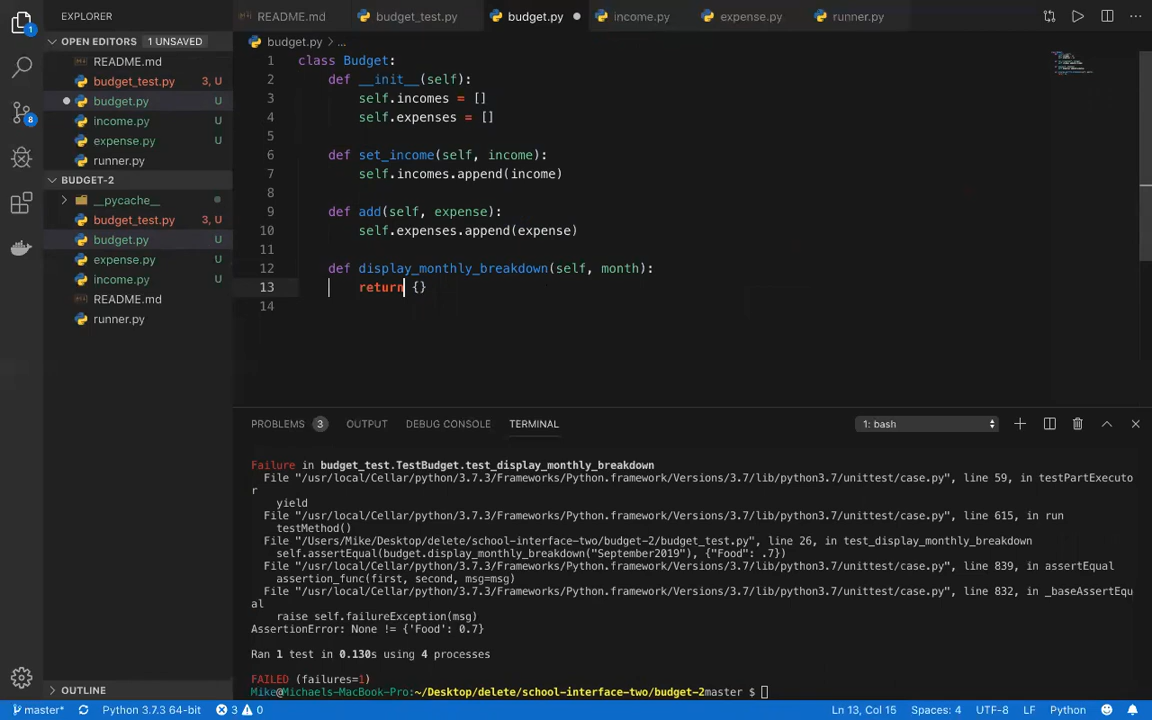 EXPLORER
README.md
budget_test.py
budget.py
income.py
expense.py
runner.py
OPEN EDITORS 1 UNSAVED
budget.py > ...
README.md
budget_test.py 3, U
budget.py U
income.py U
expense.py U
runner.py
BUDGET-2
__pycache__
budget_test.py 3, U
budget.py U
expense.py U
income.py U
README.md
runner.py
1
8
1 class Budget:
2 def __init__(self):
3 self.incomes = []
4 self.expenses = []
5
6 def set_income(self, income):
7 self.incomes.append(income)
8
9 def add(self, expense):
10 self.expenses.append(expense)
11
12 def display_monthly_breakdown(self, month):
13 return {}
14
PROBLEMS 3 OUTPUT DEBUG CONSOLE TERMINAL 1: bash
Failure in budget_test.TestBudget.test_display_monthly_breakdown
File "/usr/local/Cellar/python/3.7.3/Frameworks/Python.framework/Versions/3.7/lib/python3.7/unittest/case.py", line 59, in testPartExecuto
r
yield
File "/usr/local/Cellar/python/3.7.3/Frameworks/Python.framework/Versions/3.7/lib/python3.7/unittest/case.py", line 615, in run
testMethod()
File "/Users/Mike/Desktop/delete/school-interface-two/budget-2/budget_test.py", line 26, in test_display_monthly_breakdown
self.assertEqual(budget.display_monthly_breakdown("September2019"), {"Food": .7})
File "/usr/local/Cellar/python/3.7.3/Frameworks/Python.framework/Versions/3.7/lib/python3.7/unittest/case.py", line 839, in assertEqual
assertion_func(first, second, msg=msg)
File "/usr/local/Cellar/python/3.7.3/Frameworks/Python.framework/Versions/3.7/lib/python3.7/unittest/case.py", line 832, in _baseAssertEqu
al
raise self.failureException(msg)
AssertionError: None != {'Food': 0.7}
Ran 1 test in 0.130s using 4 processes
FAILED (failures=1)
Mike@Michaels-MacBook-Pro:~/Desktop/delete/school-interface-two/budget-2master $
OUTLINE
master* Python 3.7.3 64-bit 3 0 Ln 13, Col 15 Spaces: 4 UTF-8 LF Python